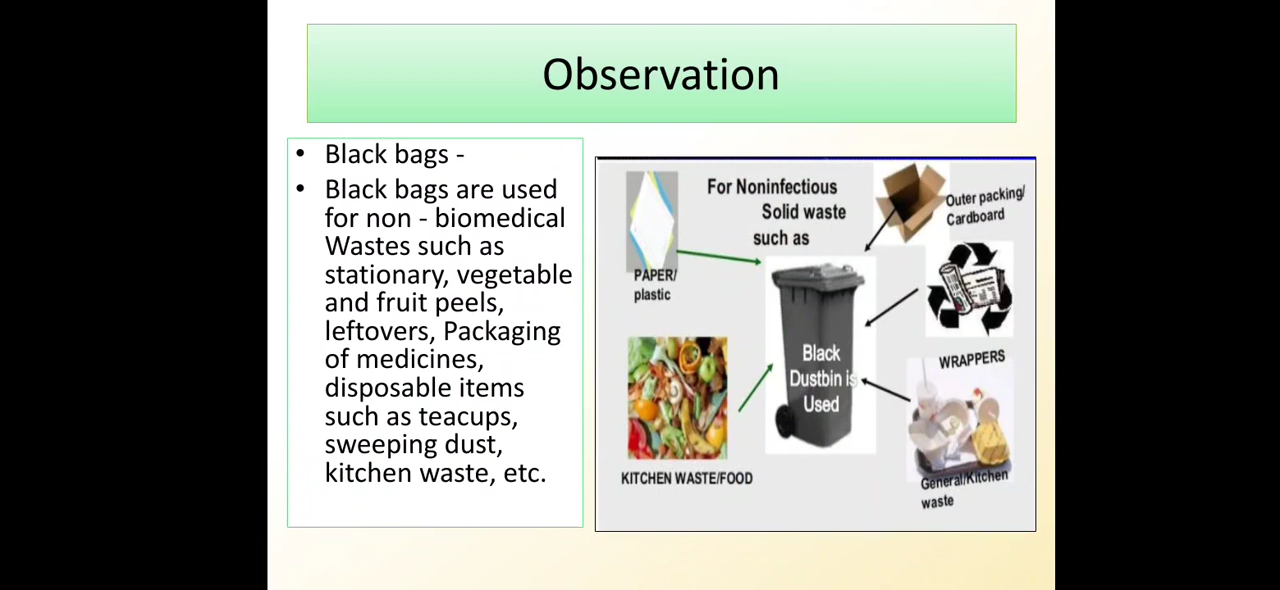 Observation
• Black bags -
• Black bags are used
for non - biomedical
Wastes such as
stationary, vegetable
and fruit peels,
leftovers, Packaging
of medicines,
disposable items
such as teacups,
sweeping dust,
kitchen waste, etc.
For Noninfectious
Solid waste
such as
Outer packing/
Cardboard
PAPER/
plastic
Black
Dustbin is
Used
WRAPPERS
KITCHEN WASTE/FOOD
General/Kitchen
waste